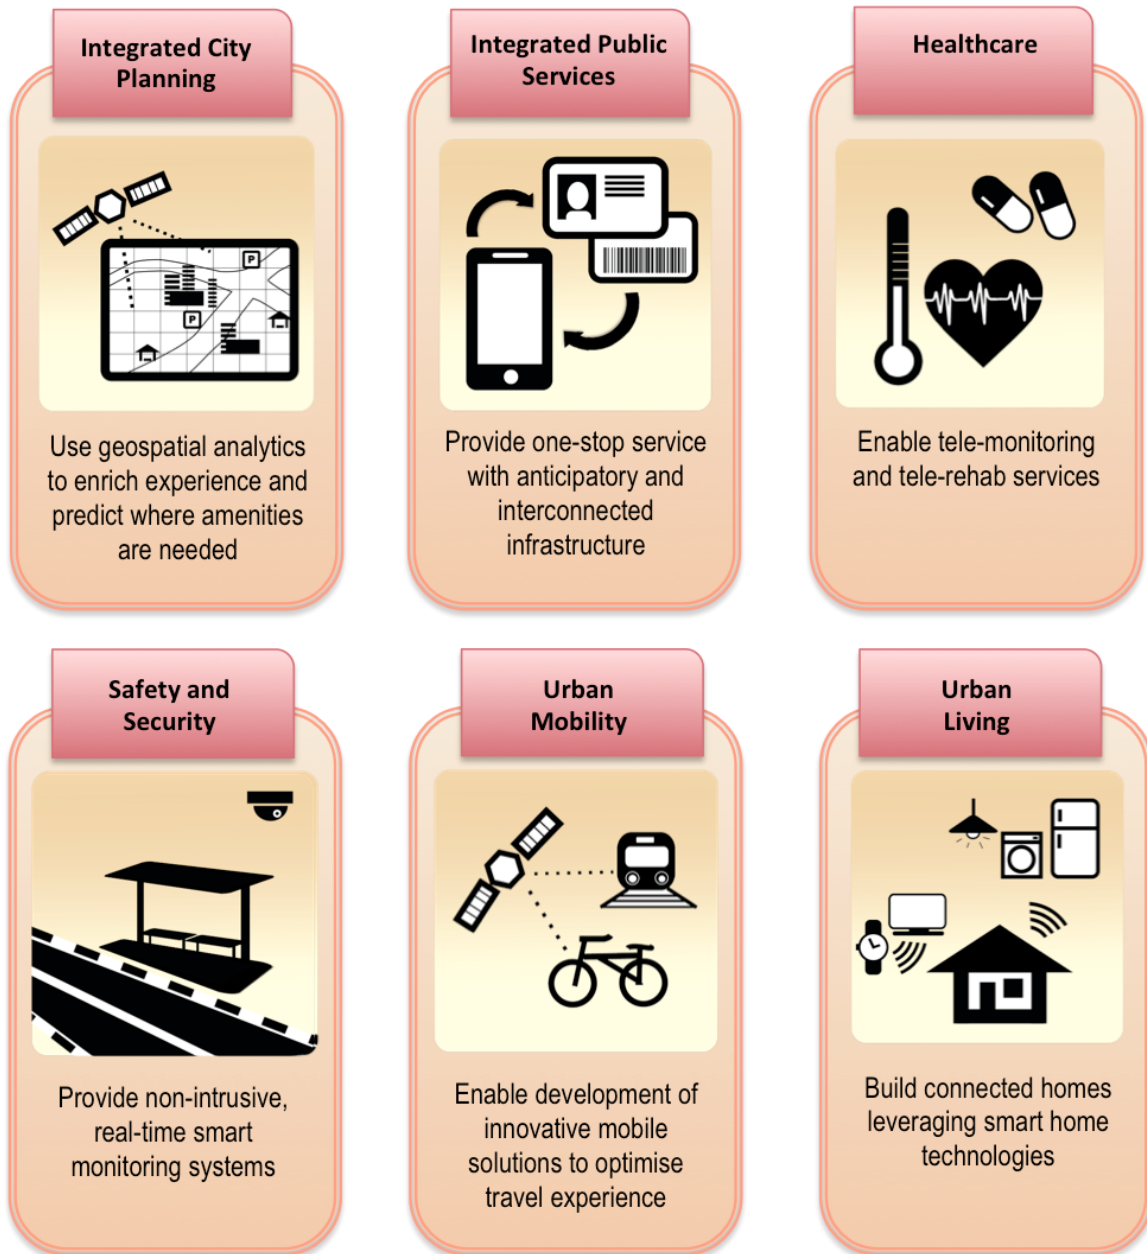 Integrated City
Planning
Use geospatial analytics
to enrich experience and
predict where amenities
are needed
Integrated Public
Services
Provide one-stop service
with anticipatory and
interconnected
infrastructure
Healthcare
Enable tele-monitoring
and tele-rehab services
Safety and
Security
Provide non-intrusive,
real-time smart
monitoring systems
Urban
Mobility
Enable development of
innovative mobile
solutions to optimise
travel experience
Urban
Living
Build connected homes
leveraging smart home
technologies
P
P